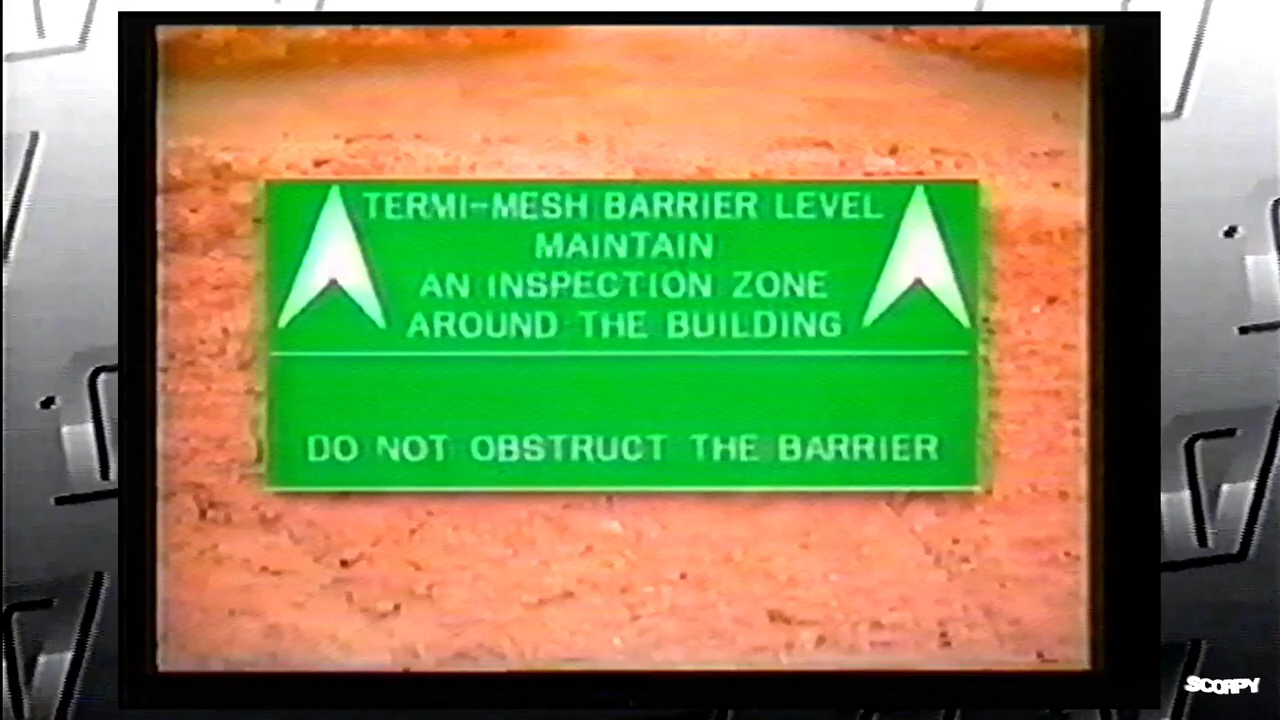 TERMI-MESH BARRIER LEVEL
MAINTAIN
AN INSPECTION ZONE
AROUND THE BUILDING
DO NOT OBSTRUCT THE BARRIER
SCORPY